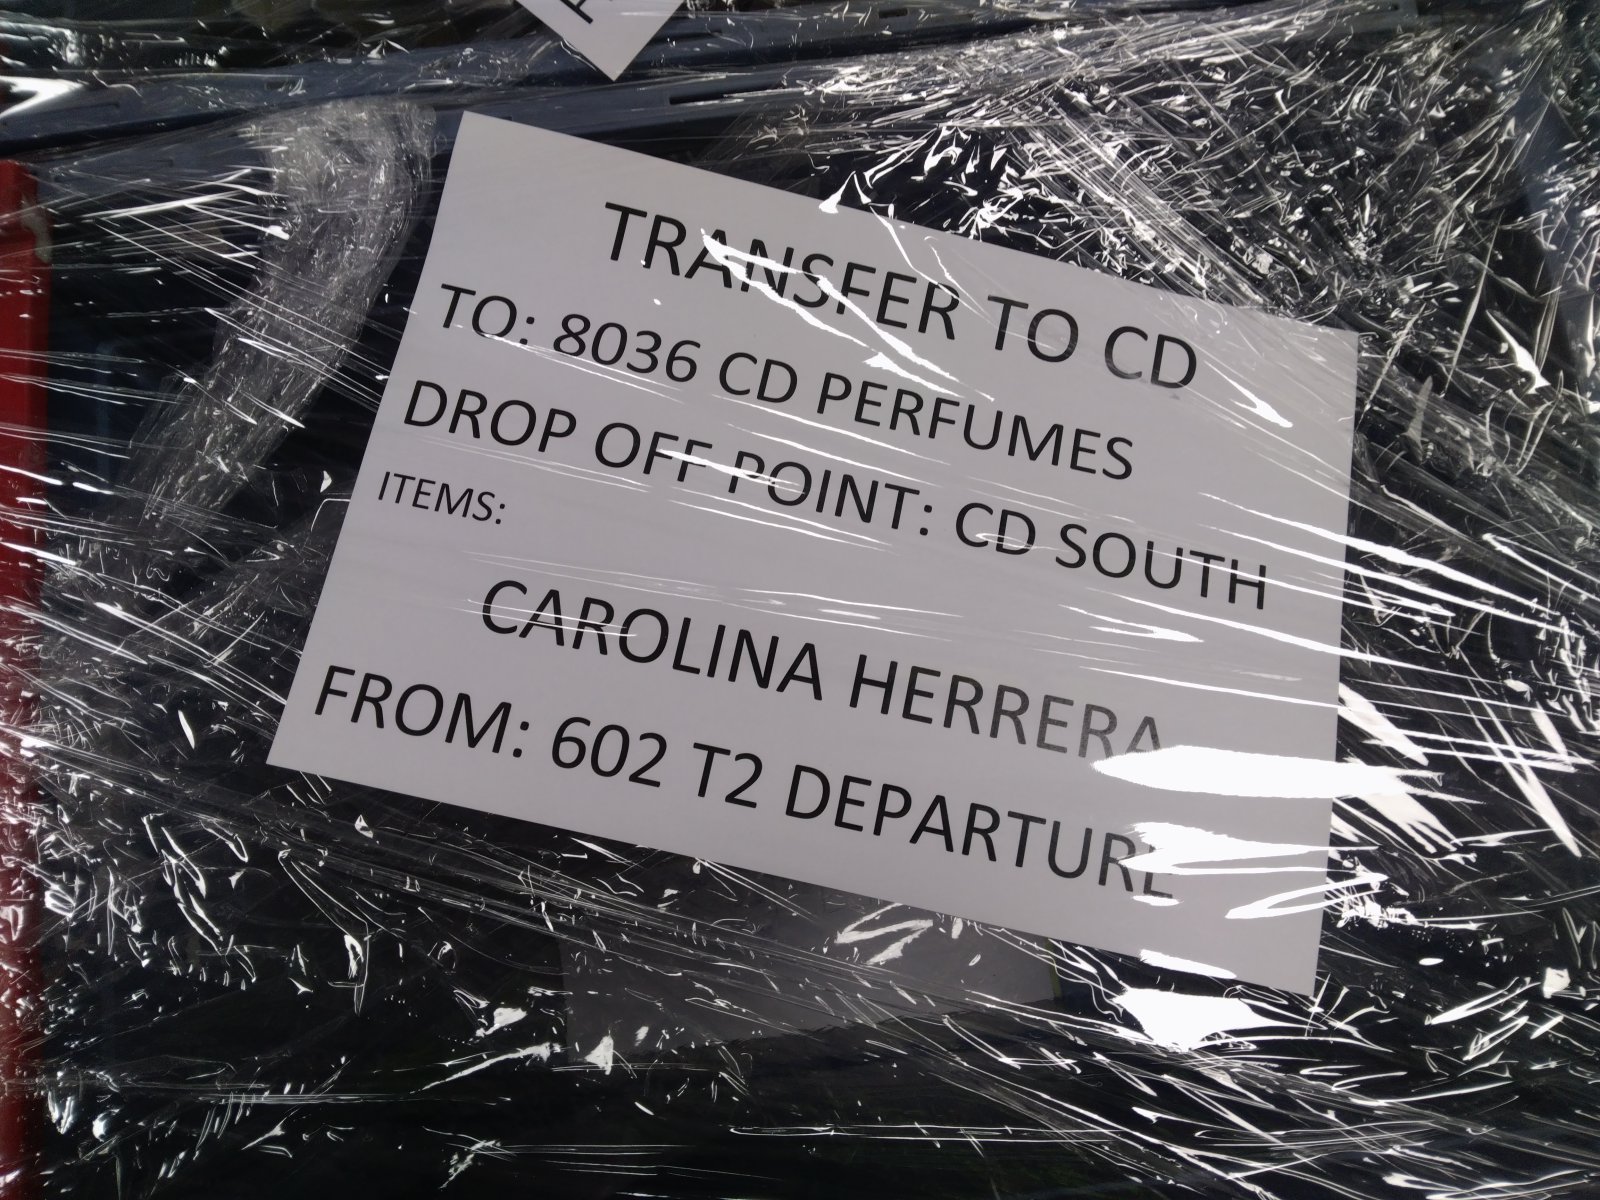 TRANSFER TO CD
TO: 8036 CD PERFUMES
DROP OFF POINT: CD SOUTH
ITEMS:
CAROLINA HERRERA
FROM: 602 T2 DEPARTURE